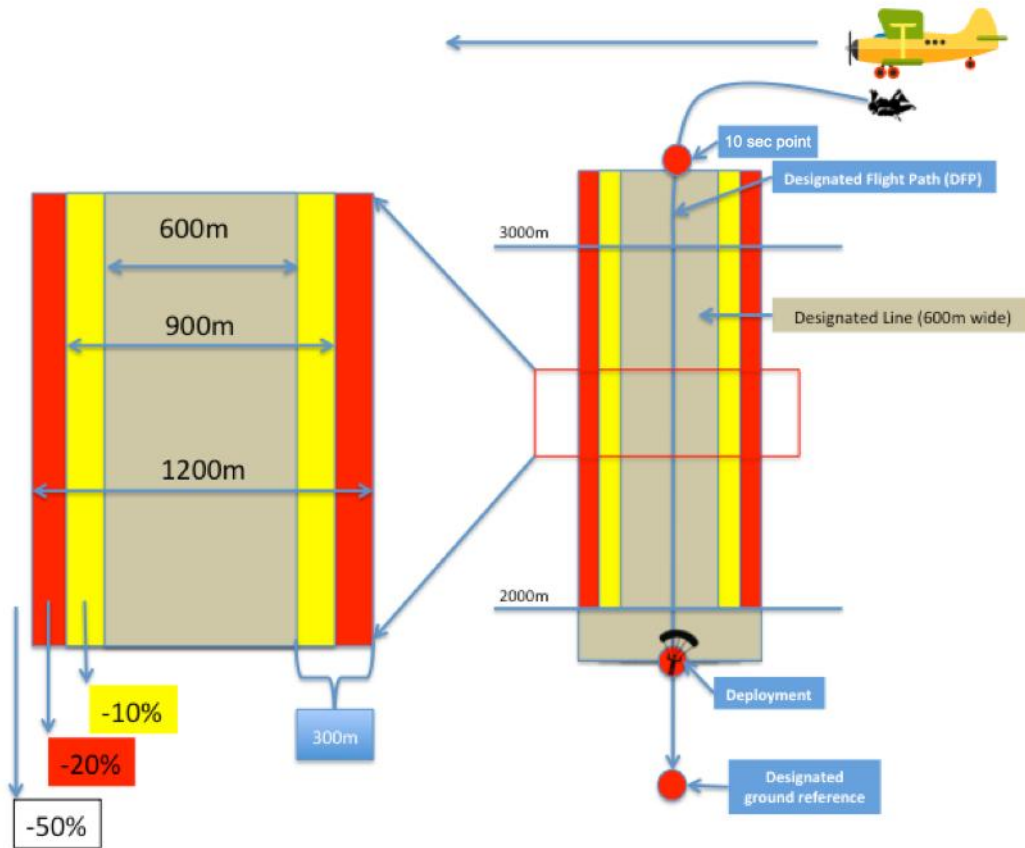 10 sec point
Designated Flight Path (DFP)
600m
3000m
900m
Designated Line (600m wide)
1200m
2000m
-10%
Deployment
300m
-20%
Designated
ground reference
-50%